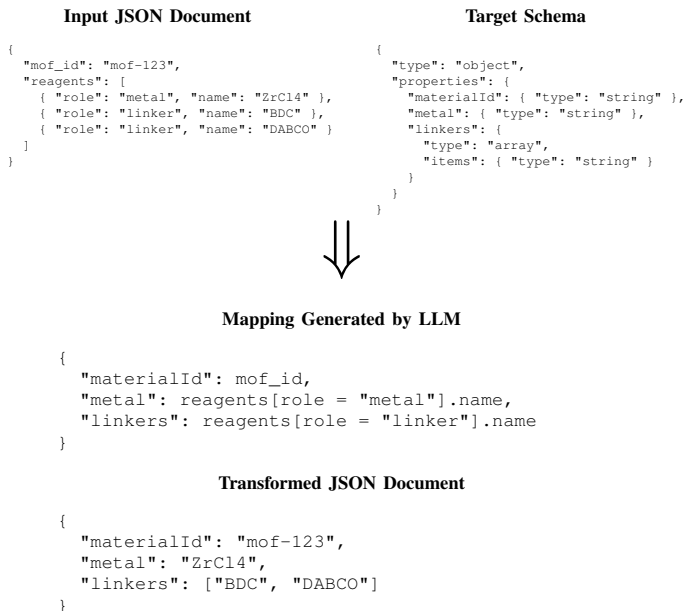 Input JSON Document
{
  "mof_id": "mof-123",
  "reagents": [
    { "role": "metal", "name": "ZrCl4" },
    { "role": "linker", "name": "BDC" },
    { "role": "linker", "name": "DABCO" }
  ]
}
Target Schema
{
  "type": "object",
  "properties": {
    "materialId": { "type": "string" },
    "metal": { "type": "string" },
    "linkers": {
      "type": "array",
      "items": { "type": "string" }
    }
  }
}
⇓
Mapping Generated by LLM
{
  "materialId": mof_id,
  "metal": reagents[role = "metal"].name,
  "linkers": reagents[role = "linker"].name
}
Transformed JSON Document
{
  "materialId": "mof-123",
  "metal": "ZrCl4",
  "linkers": ["BDC", "DABCO"]
}